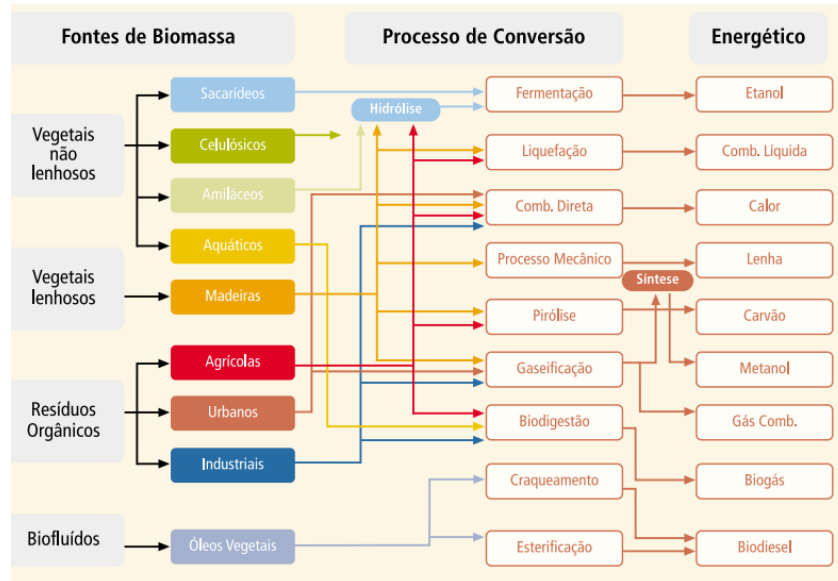 Fontes de Biomassa
Processo de Conversão
Energético
Vegetais
não
lenhosos
Vegetais
lenhosos
Resíduos
Orgânicos
Biofluídos
Sacarídeos
Celulósicos
Amiláceos
Aquáticos
Madeiras
Agrícolas
Urbanos
Industriais
Óleos Vegetais
Hidrólise
Fermentação
Liquefação
Comb. Direta
Processo Mecânico
Pirólise
Gaseificação
Biodigestão
Craqueamento
Esterificação
Síntese
Etanol
Comb. Líquida
Calor
Lenha
Carvão
Metanol
Gás Comb.
Biogás
Biodiesel